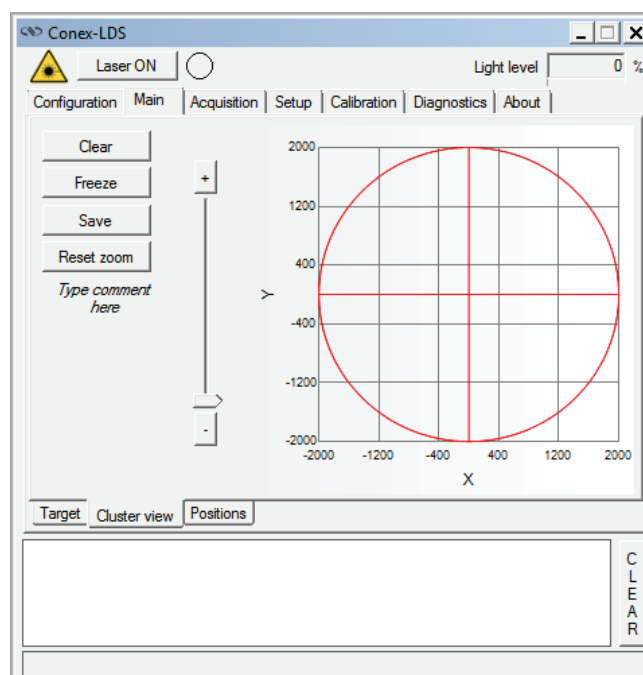 Conex-LDS
Laser ON
Light level 0 %
Configuration Main Acquisition Setup Calibration Diagnostics About
Clear
Freeze
Save
Reset zoom
Type comment
here
+
-
2000
1200
400
-400
-1200
-2000
Y
-2000 -1200 -400 400 1200 2000
X
Target Cluster view Positions
C
L
E
A
R